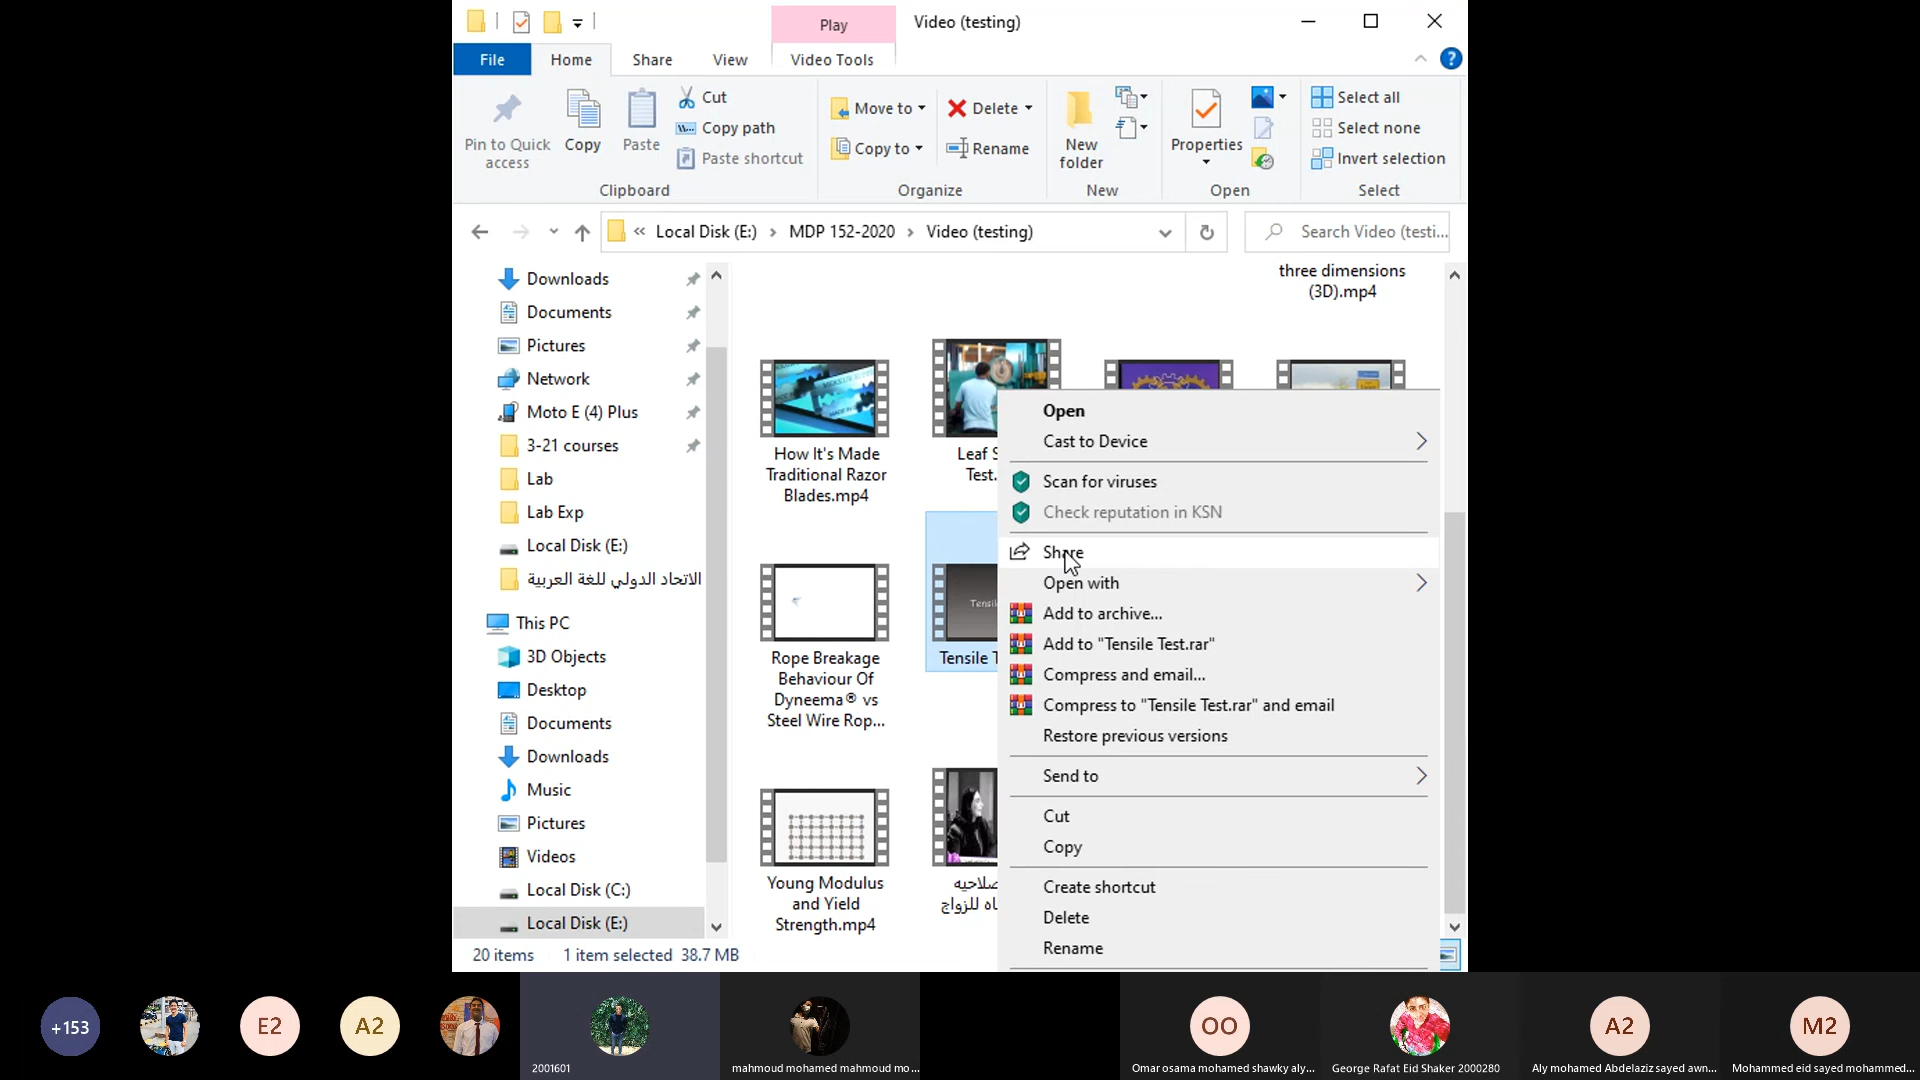 Play
Video (testing)
File
Home
Share
View
Video Tools
Pin to Quick
access
Copy
Paste
Cut
Copy path
Paste shortcut
Clipboard
Move to
Copy to
Delete
Rename
Organize
New
folder
New
Properties
Open
Select all
Select none
Invert selection
Select
« Local Disk (E:) > MDP 152-2020 > Video (testing)
Search Video (testi...
Downloads
Documents
Pictures
Network
Moto E (4) Plus
3-21 courses
Lab
Lab Exp
Local Disk (E:)
الاتحاد الدولي للغة العربية
This PC
3D Objects
Desktop
Documents
Downloads
Music
Pictures
Videos
Local Disk (C:)
Local Disk (E:)
three dimensions
(3D).mp4
How It's Made
Traditional Razor
Blades.mp4
Leaf S
Test.
Rope Breakage
Behaviour Of
Dyneema® vs
Steel Wire Rop...
Tensil
Tensile T
Young Modulus
and Yield
Strength.mp4
صلاحيه
اه للزواج
Open
Cast to Device
Scan for viruses
Check reputation in KSN
Share
Open with
Add to archive...
Add to "Tensile Test.rar"
Compress and email...
Compress to "Tensile Test.rar" and email
Restore previous versions
Send to
Cut
Copy
Create shortcut
Delete
Rename
20 items 1 item selected 38.7 MB
+153
E2
A2
2001601
mahmoud mohamed mahmoud mo...
OO
Omar osama mohamed shawky aly...
George Rafat Eid Shaker 2000280
A2
Aly mohamed Abdelaziz sayed awn...
M2
Mohammed eid sayed mohammed...